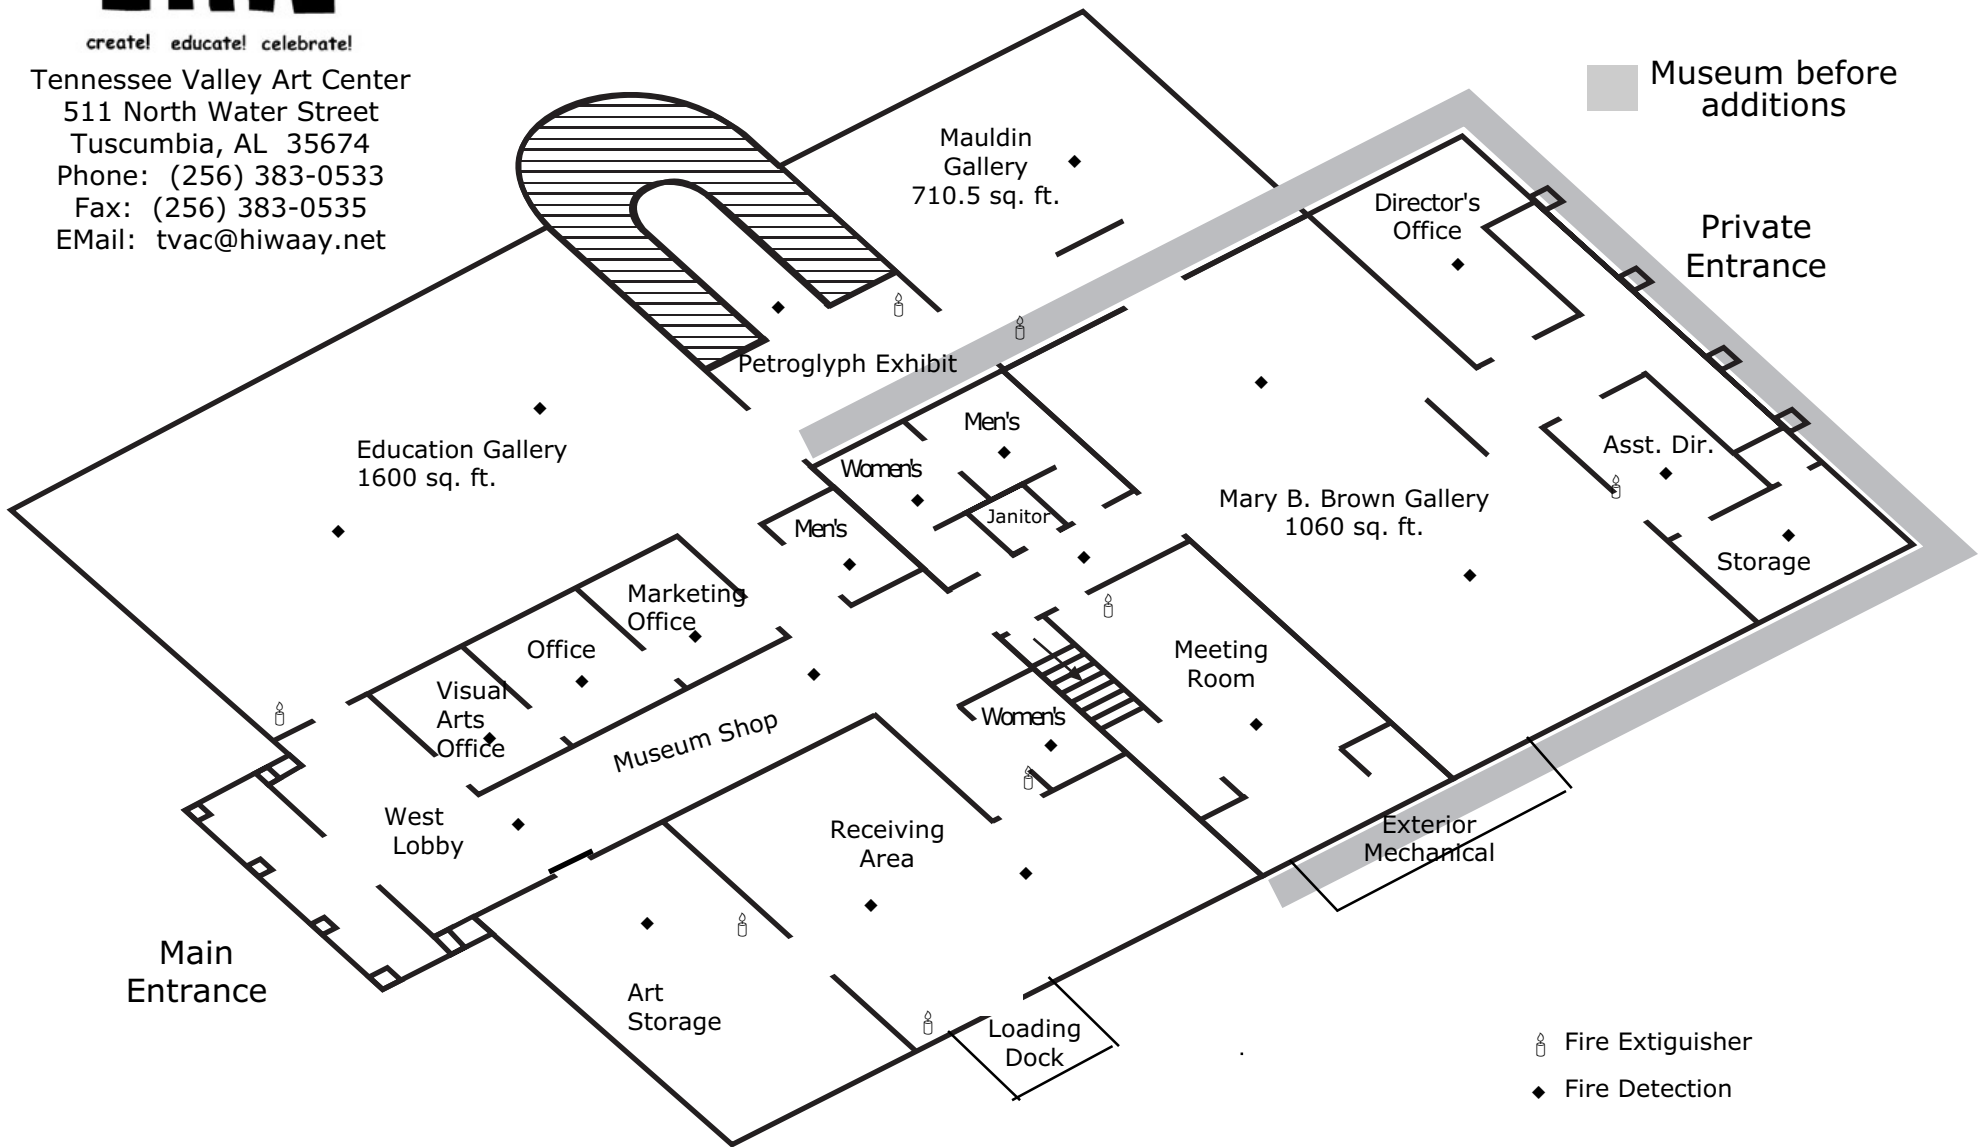 create! educate! celebrate!
Tennessee Valley Art Center
511 North Water Street
Tuscumbia, AL 35674
Phone: (256) 383-0533
Fax: (256) 383-0535
EMail: tvac@hiwaay.net
Museum before
additions
Mauldin
Gallery
710.5 sq. ft.
Director's
Office
Private
Entrance
Petroglyph Exhibit
Education Gallery
1600 sq. ft.
Men's
Women's
Janitor
Men's
Mary B. Brown Gallery
1060 sq. ft.
Asst. Dir.
Storage
Marketing
Office
Office
Visual
Arts
Office
Meeting
Room
Women's
Museum Shop
West
Lobby
Receiving
Area
Exterior
Mechanical
Main
Entrance
Art
Storage
Loading
Dock
Fire Extiguisher
Fire Detection